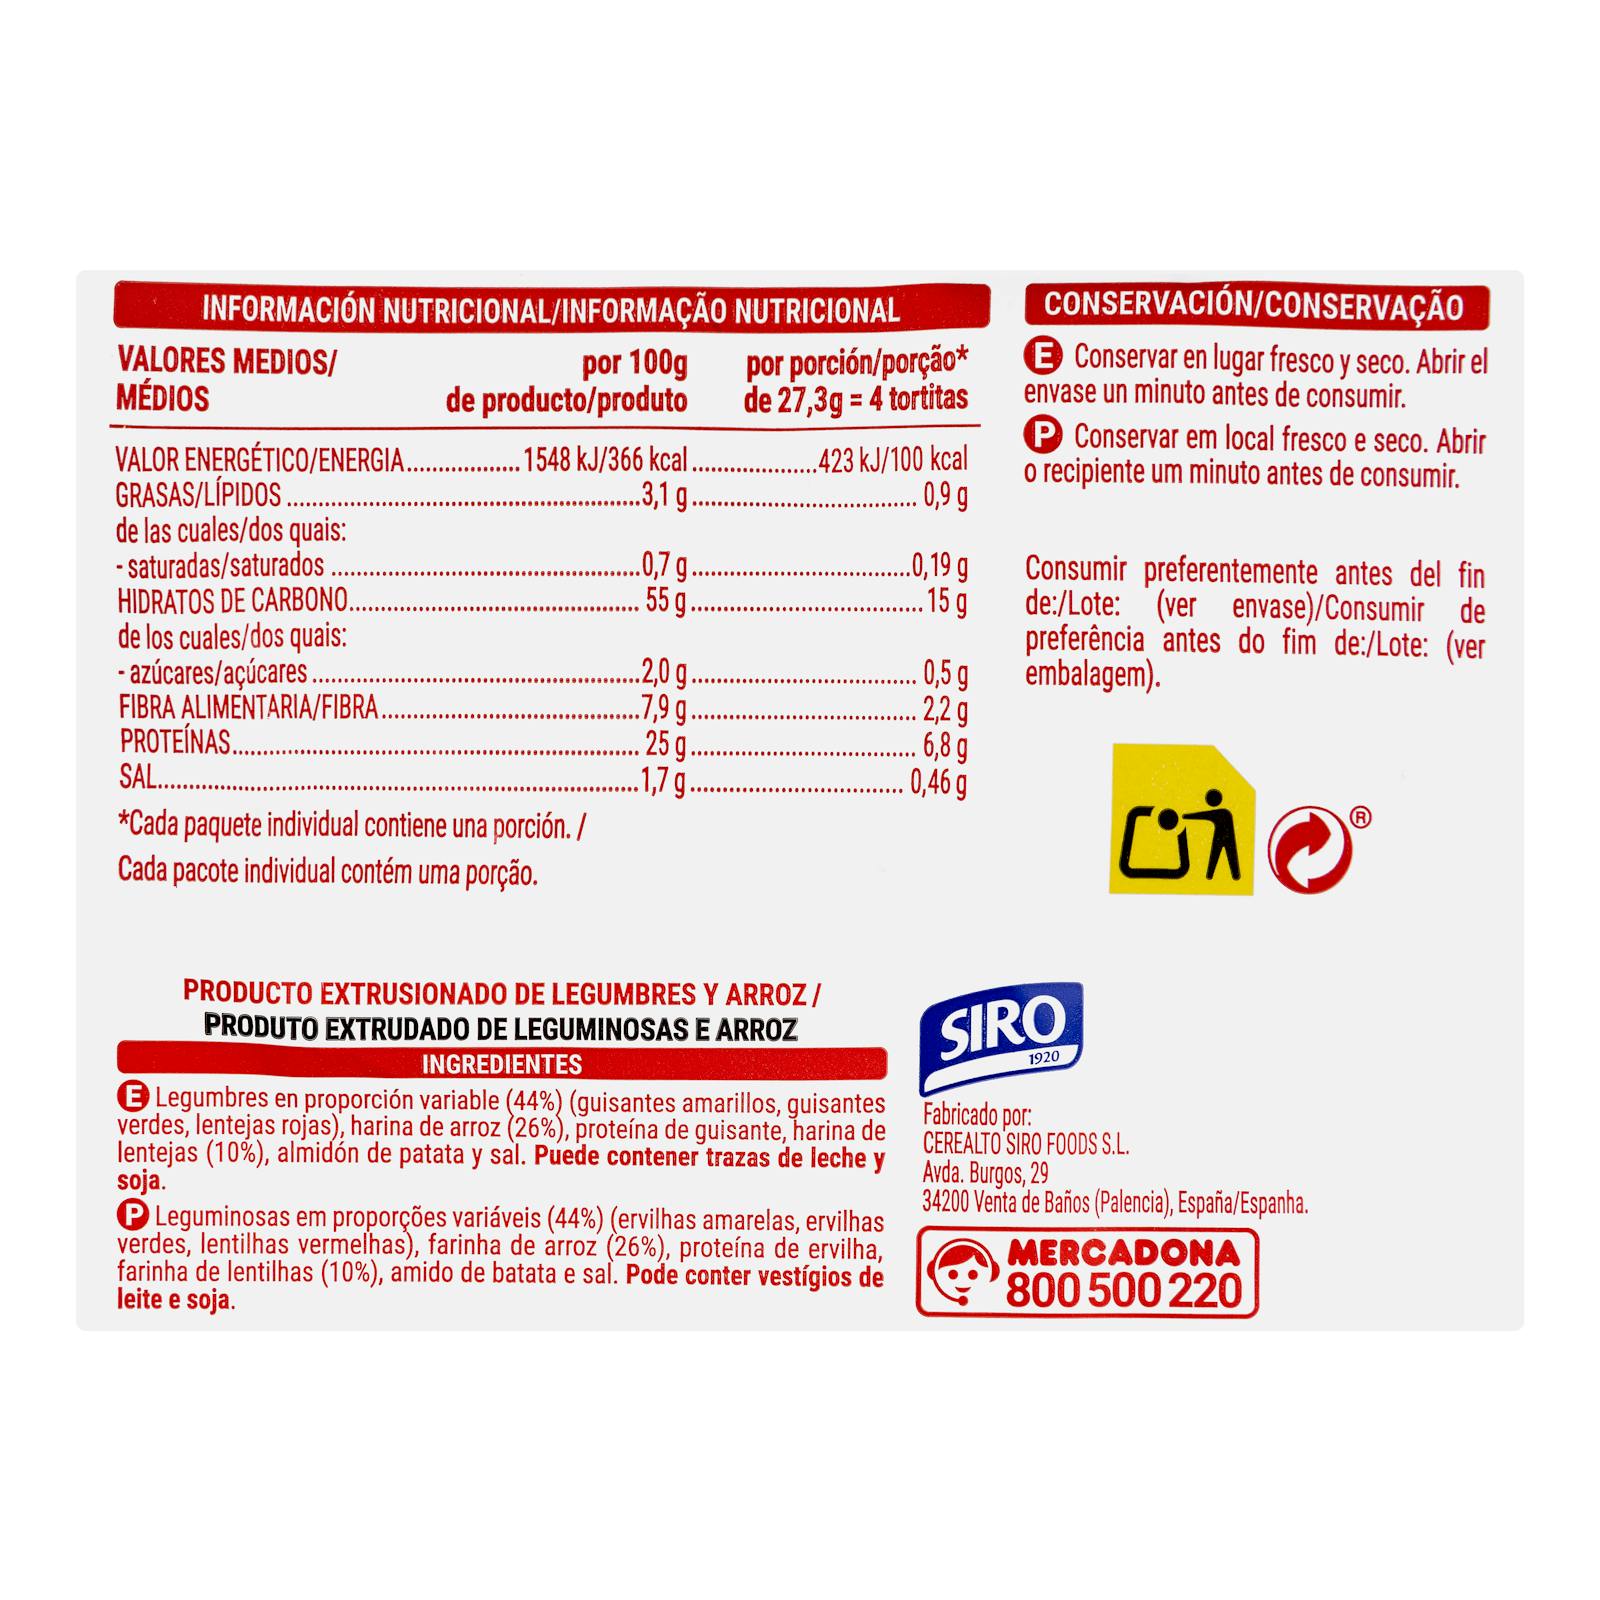 INFORMACIÓN NUTRICIONAL/INFORMAÇÃO NUTRICIONAL
VALORES MEDIOS/ por 100g por porción/porção*
MÉDIOS de producto/produto de 27,3g = 4 tortitas
VALOR ENERGÉTICO/ENERGIA................1548 kJ/366 kcal.................423 kJ/100 kcal
GRASAS/LÍPIDOS................3,1 g................0,9 g
de las cuales/dos quais:
- saturadas/saturados................0,7 g................0,19 g
HIDRATOS DE CARBONO................55 g................15 g
de los cuales/dos quais:
- azúcares/açúcares................2,0 g................0,5 g
FIBRA ALIMENTARIA/FIBRA................7,9 g................2,2 g
PROTEÍNAS................25 g................6,8 g
SAL................1,7 g................0,46 g
*Cada paquete individual contiene una porción. /
Cada pacote individual contém uma porção.
CONSERVACIÓN/CONSERVAÇÃO
E Conservar en lugar fresco y seco. Abrir el
envase un minuto antes de consumir.
P Conservar em local fresco e seco. Abrir
o recipiente um minuto antes de consumir.
Consumir preferentemente antes del fin
de:/Lote: (ver envase)/Consumir de
preferência antes do fim de:/Lote: (ver
embalagem).
®
PRODUCTO EXTRUSIONADO DE LEGUMBRES Y ARROZ /
PRODUTO EXTRUDADO DE LEGUMINOSAS E ARROZ
INGREDIENTES
E Legumbres en proporción variable (44%) (guisantes amarillos, guisantes
verdes, lentejas rojas), harina de arroz (26%), proteína de guisante, harina de
lentejas (10%), almidón de patata y sal. Puede contener trazas de leche y
soja.
P Leguminosas em proporções variáveis (44%) (ervilhas amarelas, ervilhas
verdes, lentilhas vermelhas), farinha de arroz (26%), proteína de ervilha,
farinha de lentilhas (10%), amido de batata e sal. Pode conter vestígios de
leite e soja.
SIRO
1920
Fabricado por:
CEREALTO SIRO FOODS S.L.
Avda. Burgos, 29
34200 Venta de Baños (Palencia), España/Espanha.
MERCADONA
800 500 220